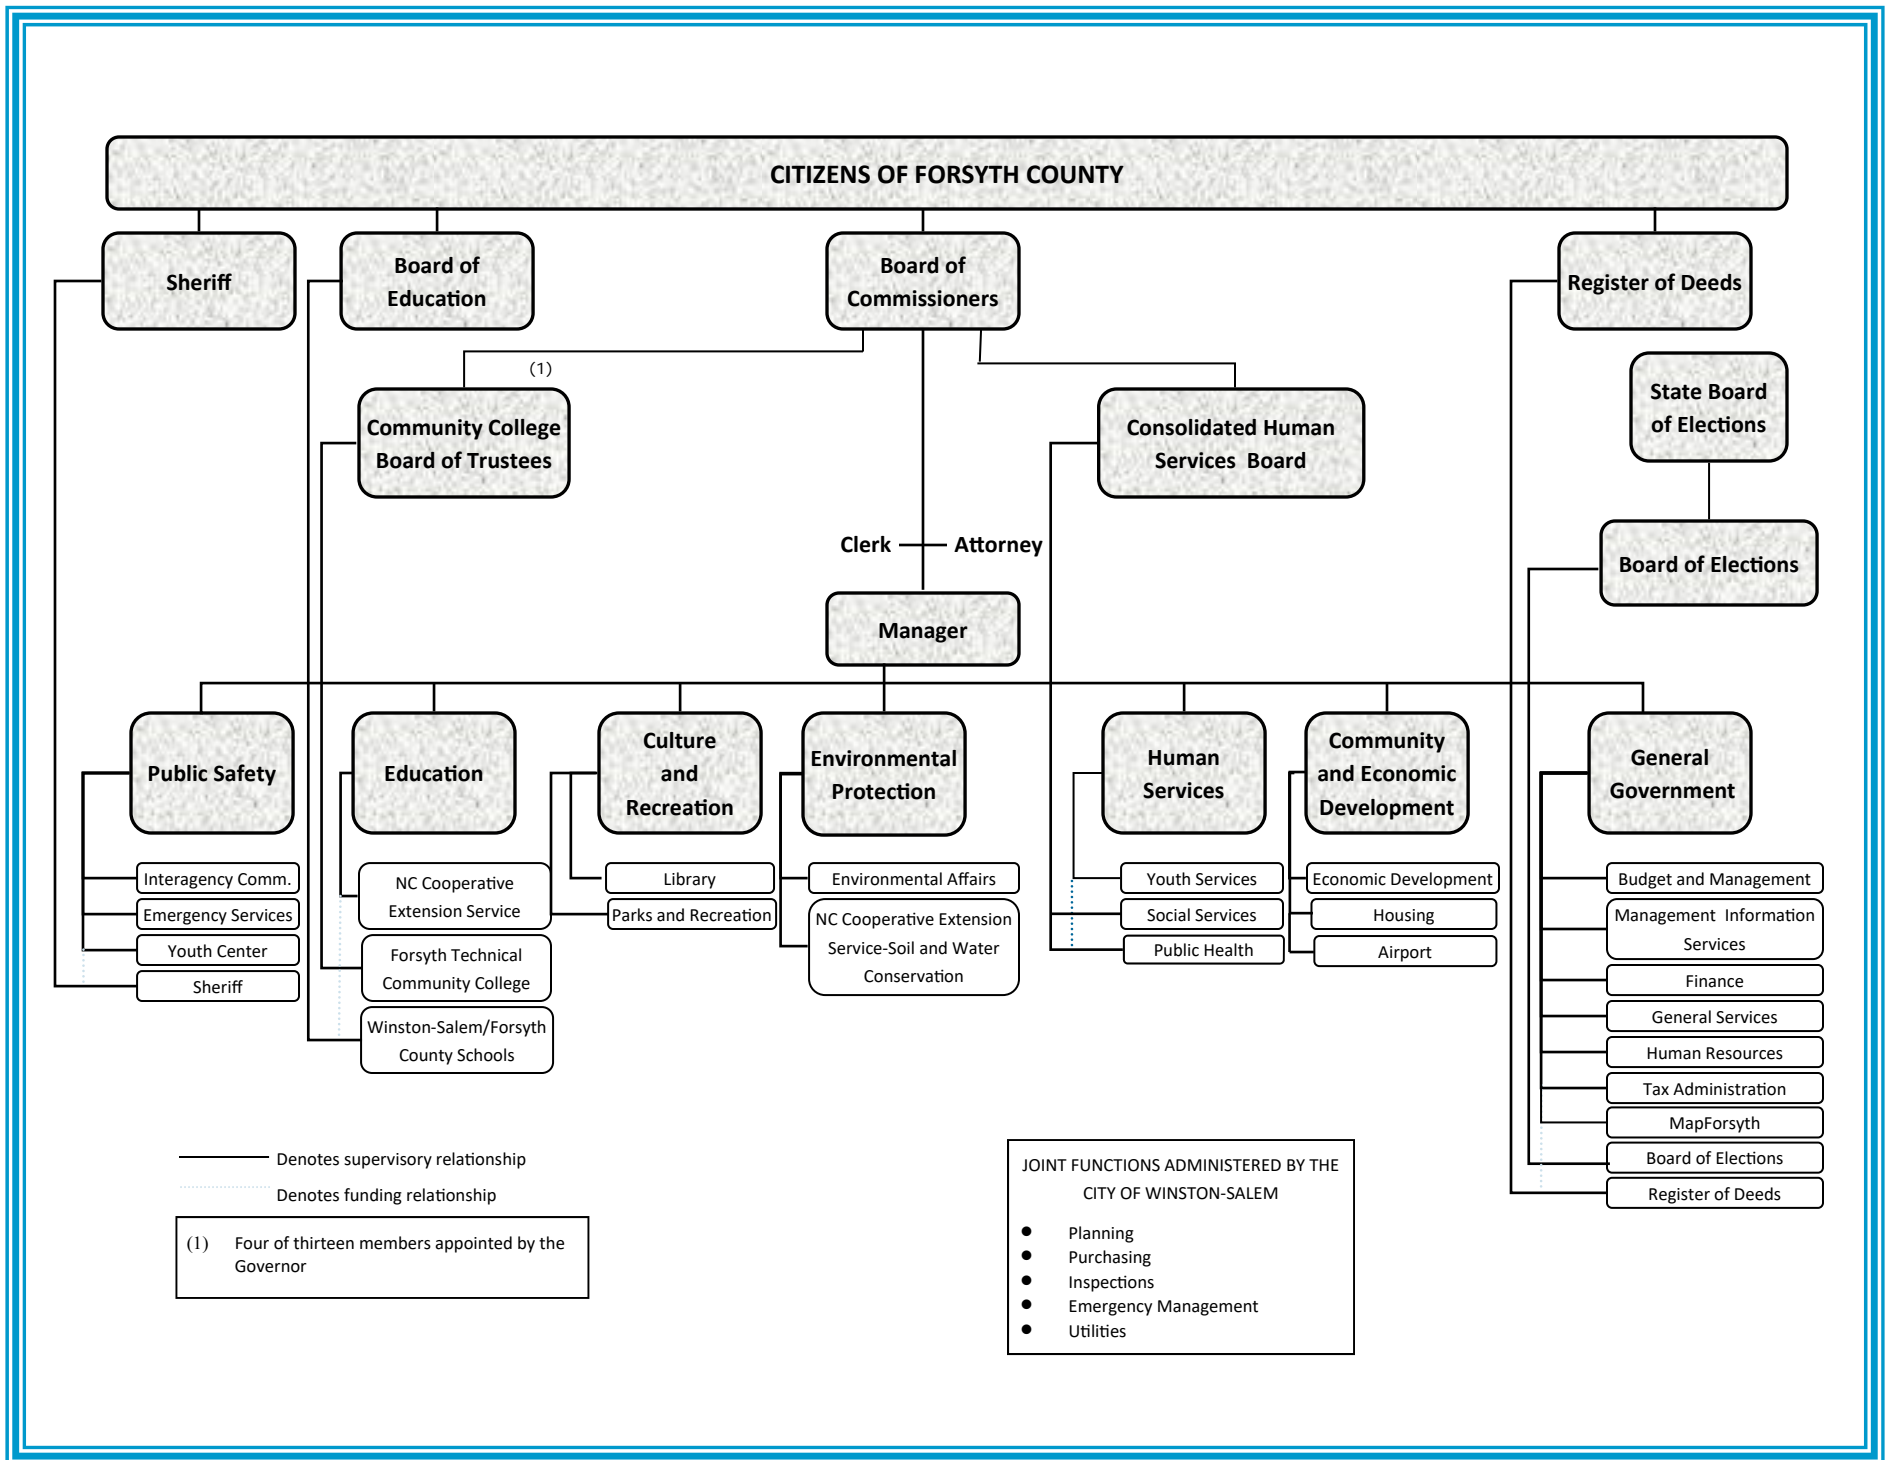 CITIZENS OF FORSYTH COUNTY
Sheriff
Board of
Education
Board of
Commissioners
Register of Deeds
(1)
Community College
Board of Trustees
Consolidated Human
Services Board
State Board
of Elections
Clerk
Attorney
Board of Elections
Manager
Public Safety
Education
Culture
and
Recreation
Environmental
Protection
Human
Services
Community
and Economic
Development
General
Government
Interagency Comm.
Emergency Services
Youth Center
Sheriff
NC Cooperative
Extension Service
Forsyth Technical
Community College
Winston-Salem/Forsyth
County Schools
Library
Parks and Recreation
Environmental Affairs
NC Cooperative Extension
Service-Soil and Water
Conservation
Youth Services
Social Services
Public Health
Economic Development
Housing
Airport
Budget and Management
Management Information
Services
Finance
General Services
Human Resources
Tax Administration
MapForsyth
Board of Elections
Register of Deeds
Denotes supervisory relationship
Denotes funding relationship
(1) Four of thirteen members appointed by the
Governor
JOINT FUNCTIONS ADMINISTERED BY THE
CITY OF WINSTON-SALEM
● Planning
● Purchasing
● Inspections
● Emergency Management
● Utilities